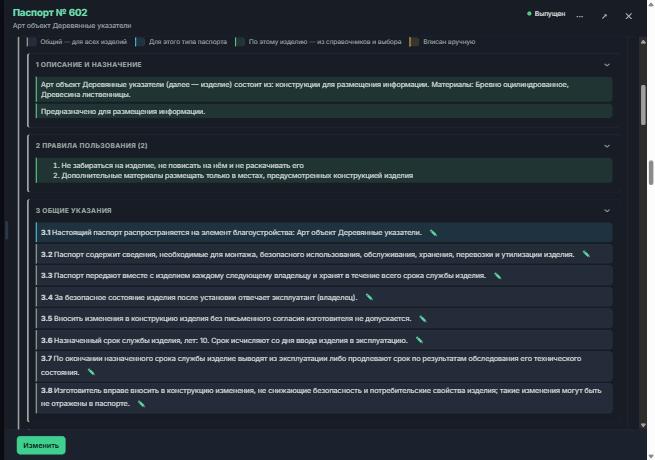 Паспорт № 602
Выпущен
Арт объект Деревянные указатели
Общий — для всех изделий
Для этого типа паспорта
По этому изделию — из справочников и выбора
Вписан вручную
1 ОПИСАНИЕ И НАЗНАЧЕНИЕ
Арт объект Деревянные указатели (далее — изделие) состоит из: конструкции для размещения информации. Материалы: Бревно оцилиндрованное,
Древесина лиственницы.
Предназначено для размещения информации.
2 ПРАВИЛА ПОЛЬЗОВАНИЯ (2)
1. Не забираться на изделие, не повисать на нём и не раскачивать его
2. Дополнительные материалы размещать только в местах, предусмотренных конструкцией изделия
3 ОБЩИЕ УКАЗАНИЯ
3.1 Настоящий паспорт распространяется на элемент благоустройства: Арт объект Деревянные указатели.
3.2 Паспорт содержит сведения, необходимые для монтажа, безопасного использования, обслуживания, хранения, перевозки и утилизации изделия.
3.3 Паспорт передают вместе с изделием каждому следующему владельцу и хранят в течение всего срока службы изделия.
3.4 За безопасное состояние изделия после установки отвечает эксплуатант (владелец).
3.5 Вносить изменения в конструкцию изделия без письменного согласия изготовителя не допускается.
3.6 Назначенный срок службы изделия, лет: 10. Срок исчисляют со дня ввода изделия в эксплуатацию.
3.7 По окончании назначенного срока службы изделие выводят из эксплуатации либо продлевают срок по результатам обследования его технического
состояния.
3.8 Изготовитель вправе вносить в конструкцию изменения, не снижающие безопасность и потребительские свойства изделия; такие изменения могут быть
не отражены в паспорте.
Изменить